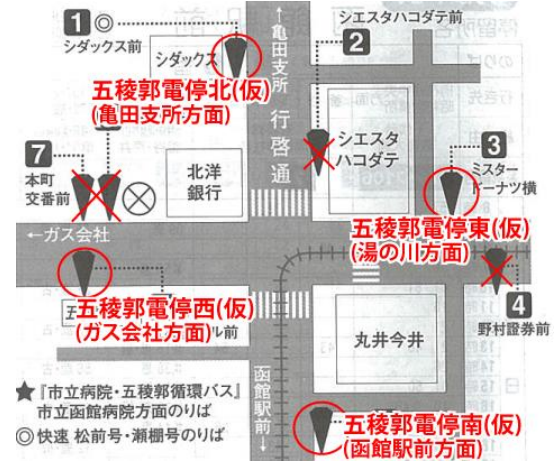 1 ◎
シダックス前
シダックス
五稜郭電停北(仮)
(亀田支所方面)
↑亀田支所
行啓通
シエスタハコダテ前
2
シエスタ
ハコダテ
3
ミスター
ドーナツ横
7
本町
交番前
北洋
銀行
五稜郭電停東(仮)
(湯の川方面)
←ガス会社
五稜郭電停西(仮)
(ガス会社方面)
ル前
丸井今井
4
野村證券前
函館駅前↓
五稜郭電停南(仮)
(函館駅前方面)
★『市立病院・五稜郭循環バス』
市立函館病院方面のりば
◎快速 松前号・瀬棚号のりば